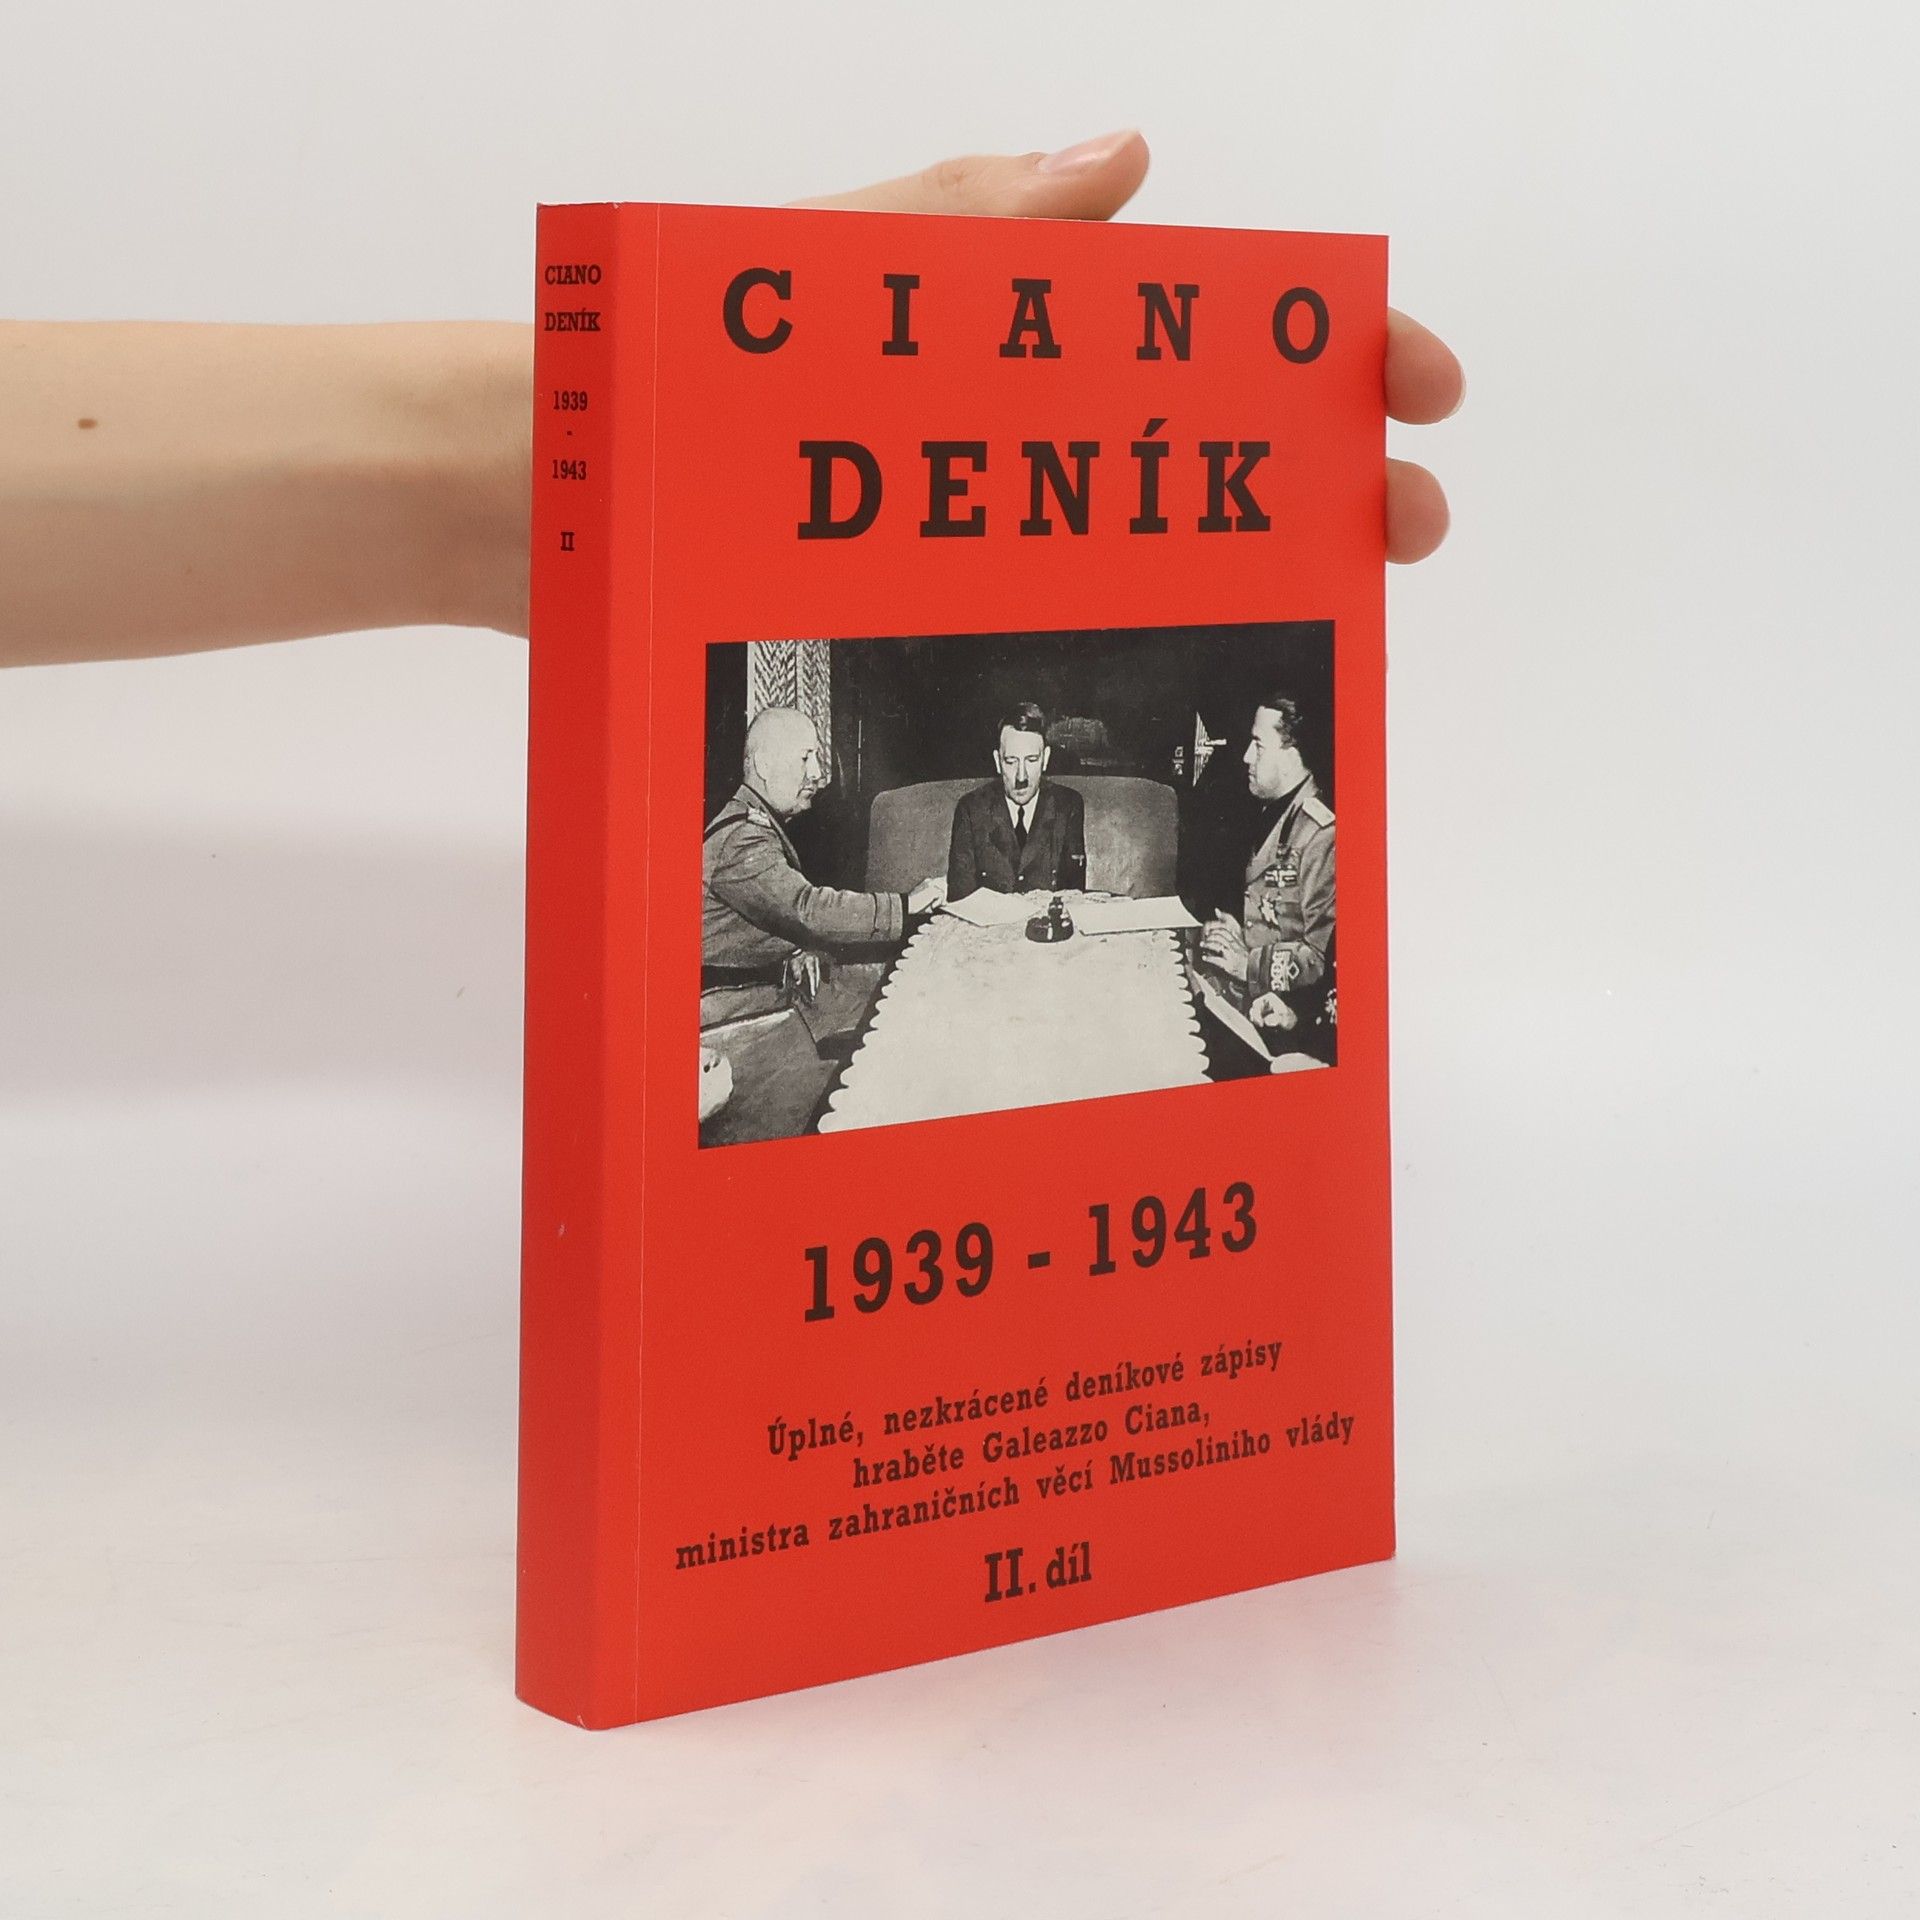 CIANO
DENÍK
1939
-
1943
II
CIANO
DENÍK
1939 - 1943
Úplné, nezkrácené deníkové zápisy
hraběte Galeazzo Ciana,
ministra zahraničních věcí Mussoliniho vlády
II. díl